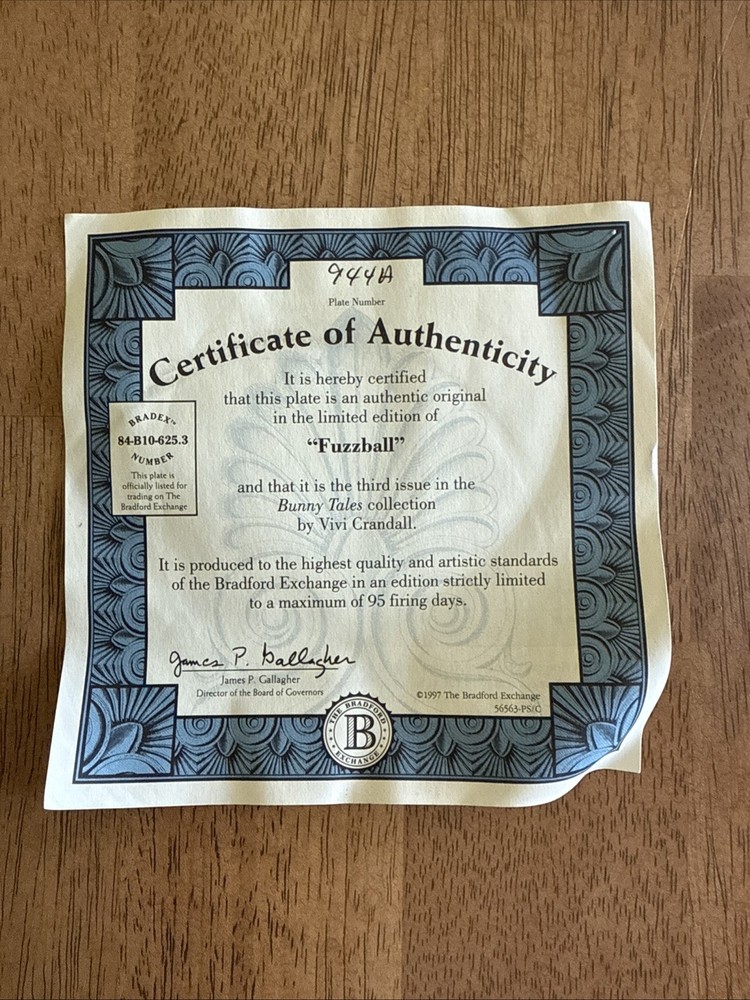 944A
Plate Number
Certificate of Authenticity
It is hereby certified
that this plate is an authentic original
in the limited edition of
“Fuzzball”
BRADEX™
84-B10-625.3
NUMBER
This plate is
officially listed for
trading on The
Bradford Exchange
and that it is the third issue in the
Bunny Tales collection
by Vivi Crandall.
It is produced to the highest quality and artistic standards
of the Bradford Exchange in an edition strictly limited
to a maximum of 95 firing days.
James P. Gallagher
James P. Gallagher
Director of the Board of Governors
©1997 The Bradford Exchange
56563-PS/C
THE BRADFORD
B
EXCHANGE